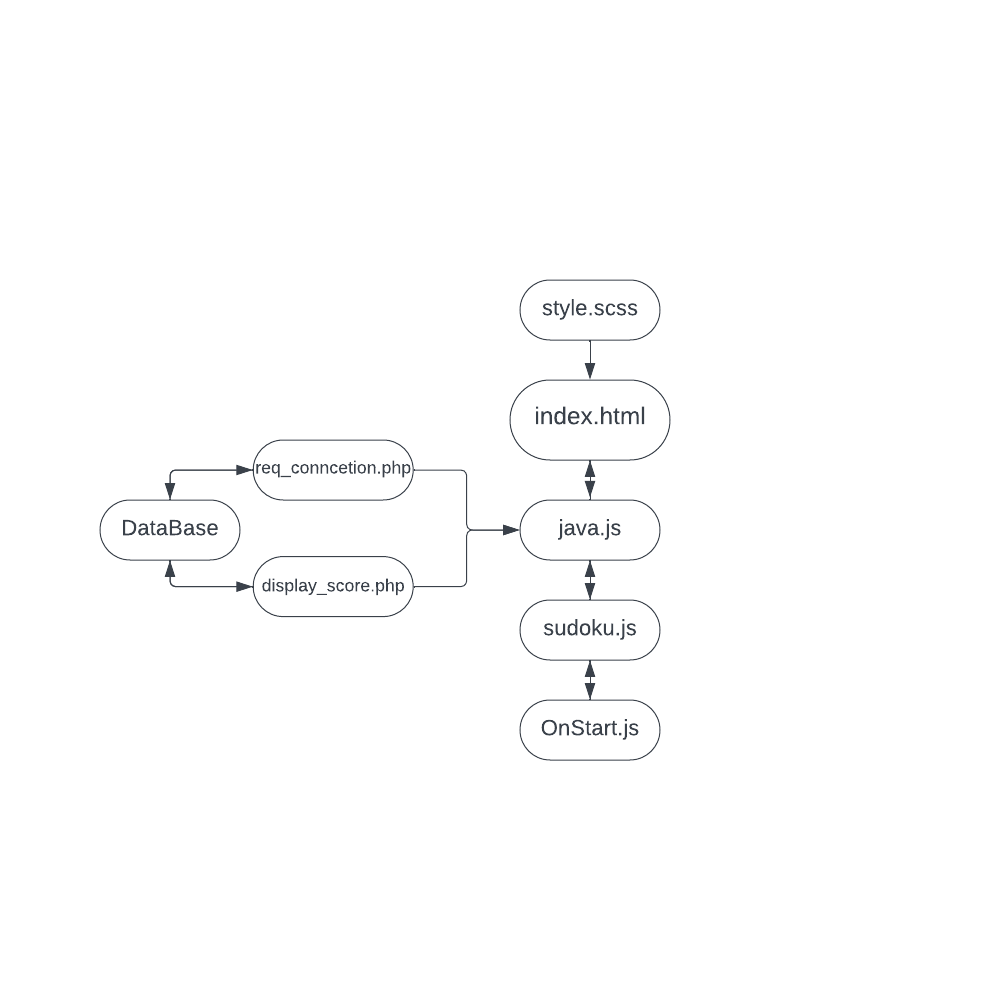 style.scss
index.html
req_conncetion.php
DataBase
java.js
display_score.php
sudoku.js
OnStart.js